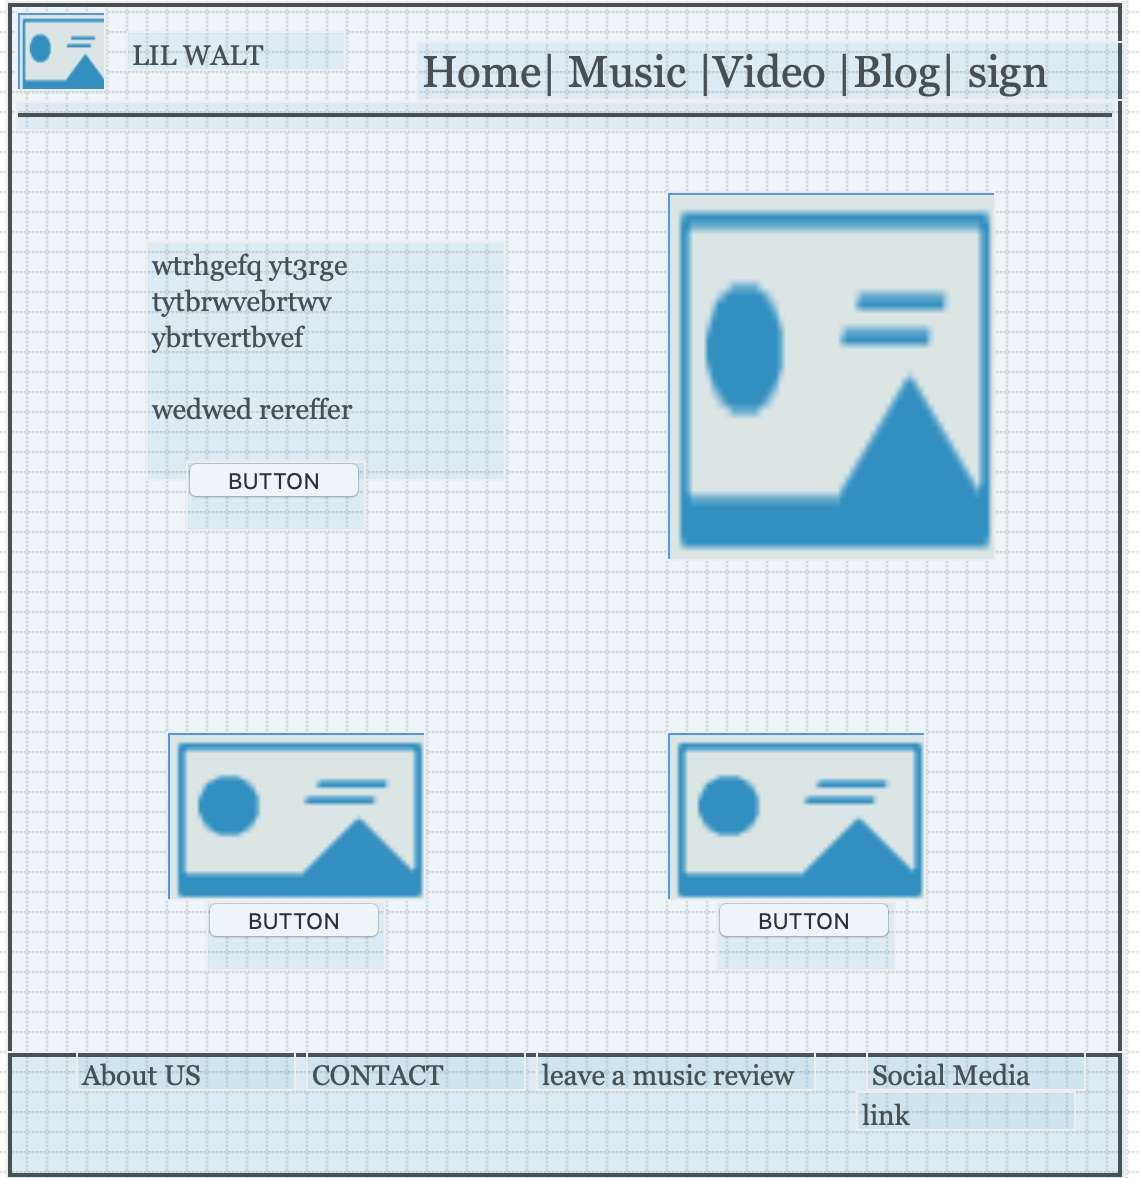 LIL WALT
Home| Music |Video |Blog| sign
wtrhgefq yt3rge
tytbrwvebrtwv
ybrtvertbvef
wedwed rereffer
BUTTON
BUTTON
BUTTON
About US
CONTACT
leave a music review
Social Media
link